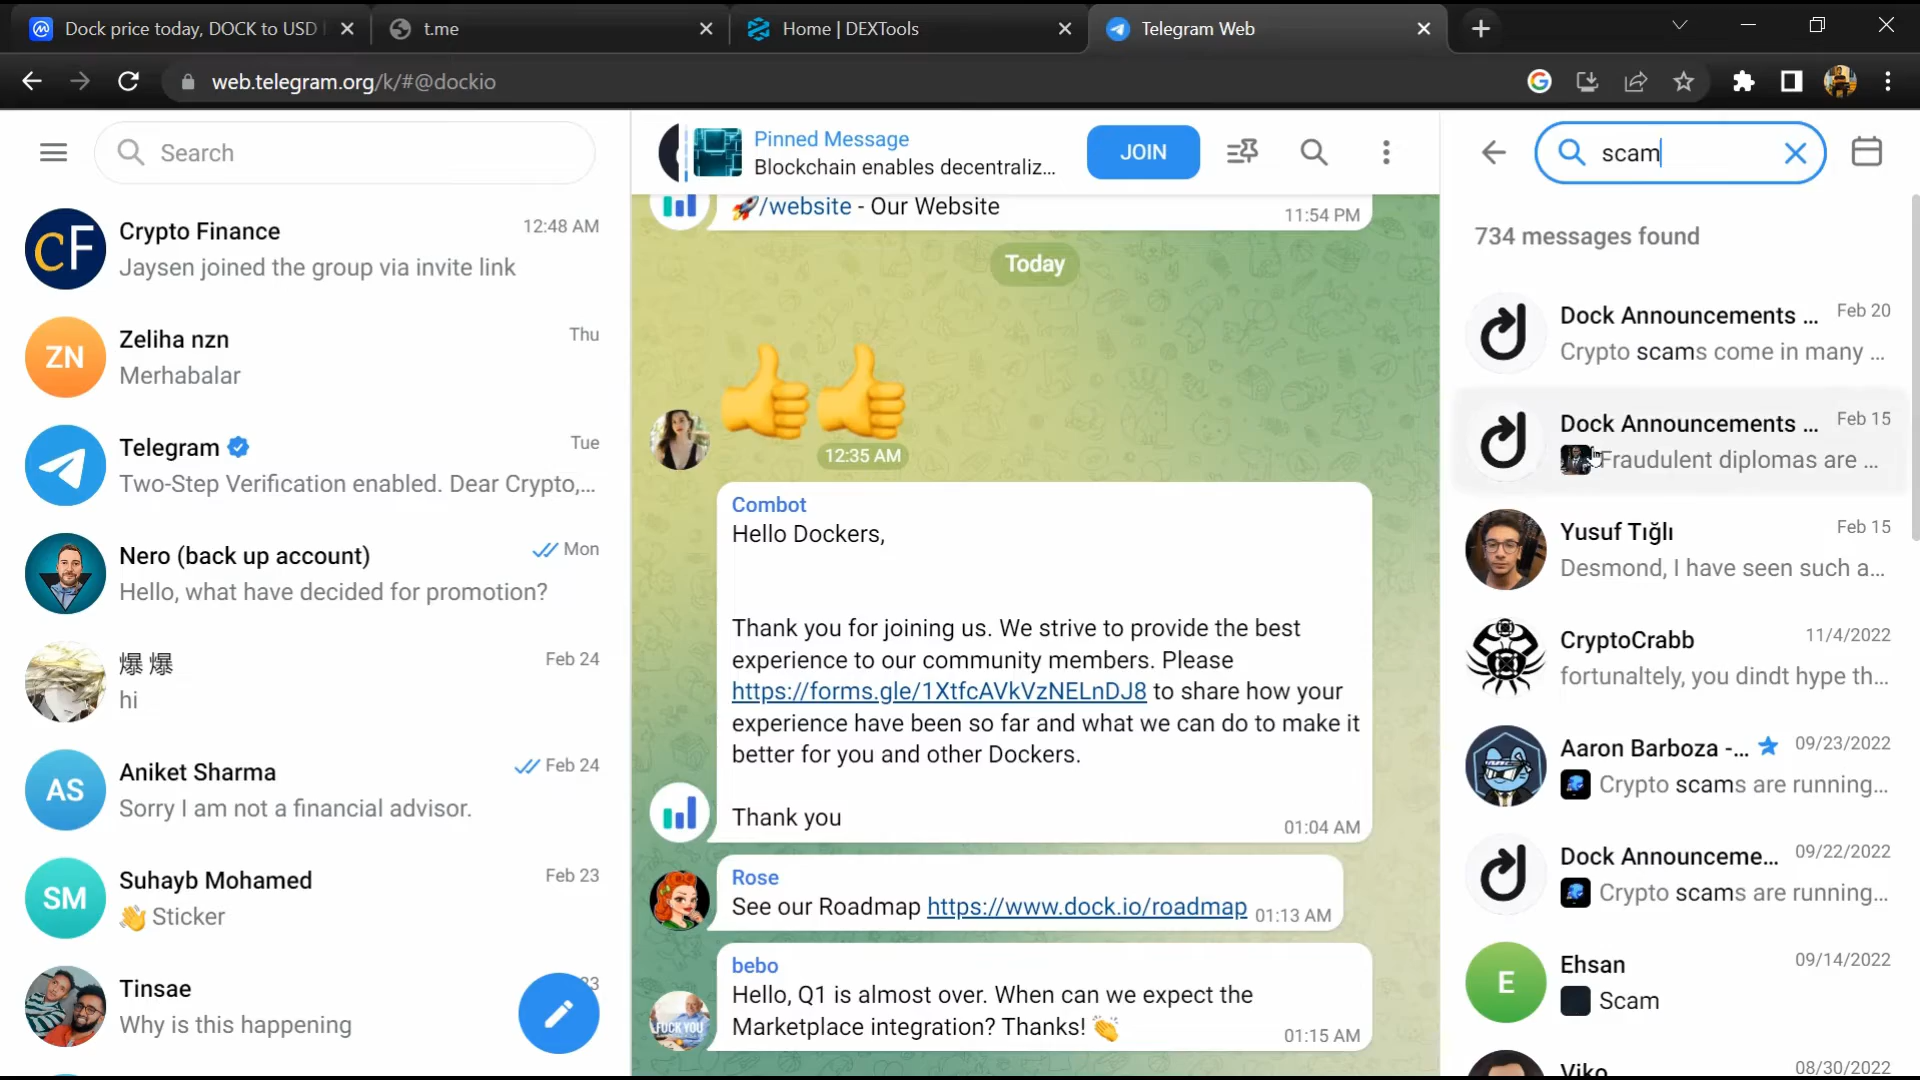 Dock price today, DOCK to USD
t.me
Home | DEXTools
Telegram Web
web.telegram.org/k/#@dockio
Search
CF
Crypto Finance
12:48 AM
Jaysen joined the group via invite link
ZN
Zeliha nzn
Thu
Merhabalar
Telegram
Tue
Two-Step Verification enabled. Dear Crypto,...
Nero (back up account)
Mon
Hello, what have decided for promotion?
爆 爆
Feb 24
hi
AS
Aniket Sharma
Feb 24
Sorry I am not a financial advisor.
SM
Suhayb Mohamed
Feb 23
👋 Sticker
Tinsae
23
Why is this happening
Pinned Message
Blockchain enables decentraliz...
JOIN
🚀/website - Our Website
11:54 PM
Today
👍👍
12:35 AM
Combot
Hello Dockers,
Thank you for joining us. We strive to provide the best
experience to our community members. Please
https://forms.gle/1XtfcAVkVzNELnDJ8 to share how your
experience have been so far and what we can do to make it
better for you and other Dockers.
Thank you
01:04 AM
Rose
See our Roadmap https://www.dock.io/roadmap 01:13 AM
bebo
Hello, Q1 is almost over. When can we expect the
Marketplace integration? Thanks! 👏
01:15 AM
FUCK YOU
scam
734 messages found
Dock Announcements ...
Feb 20
Crypto scams come in many ...
Dock Announcements ...
Feb 15
Fraudulent diplomas are ...
Yusuf Tığlı
Feb 15
Desmond, I have seen such a...
CryptoCrabb
11/4/2022
fortunaltely, you dindt hype th...
Aaron Barboza -...
09/23/2022
Crypto scams are running...
Dock Announceme...
09/22/2022
Crypto scams are running...
E
Ehsan
09/14/2022
Scam
Viko
08/30/2022